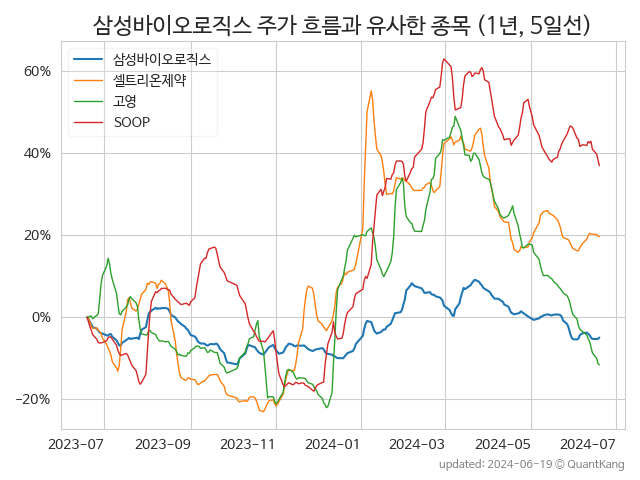 삼성바이오로직스 주가 흐름과 유사한 종목 (1년, 5일선)
삼성바이오로직스
셀트리온제약
고영
SOOP
60%
40%
20%
0%
−20%
2023-07 2023-09 2023-11 2024-01 2024-03 2024-05 2024-07
updated: 2024-06-19 © QuantKang